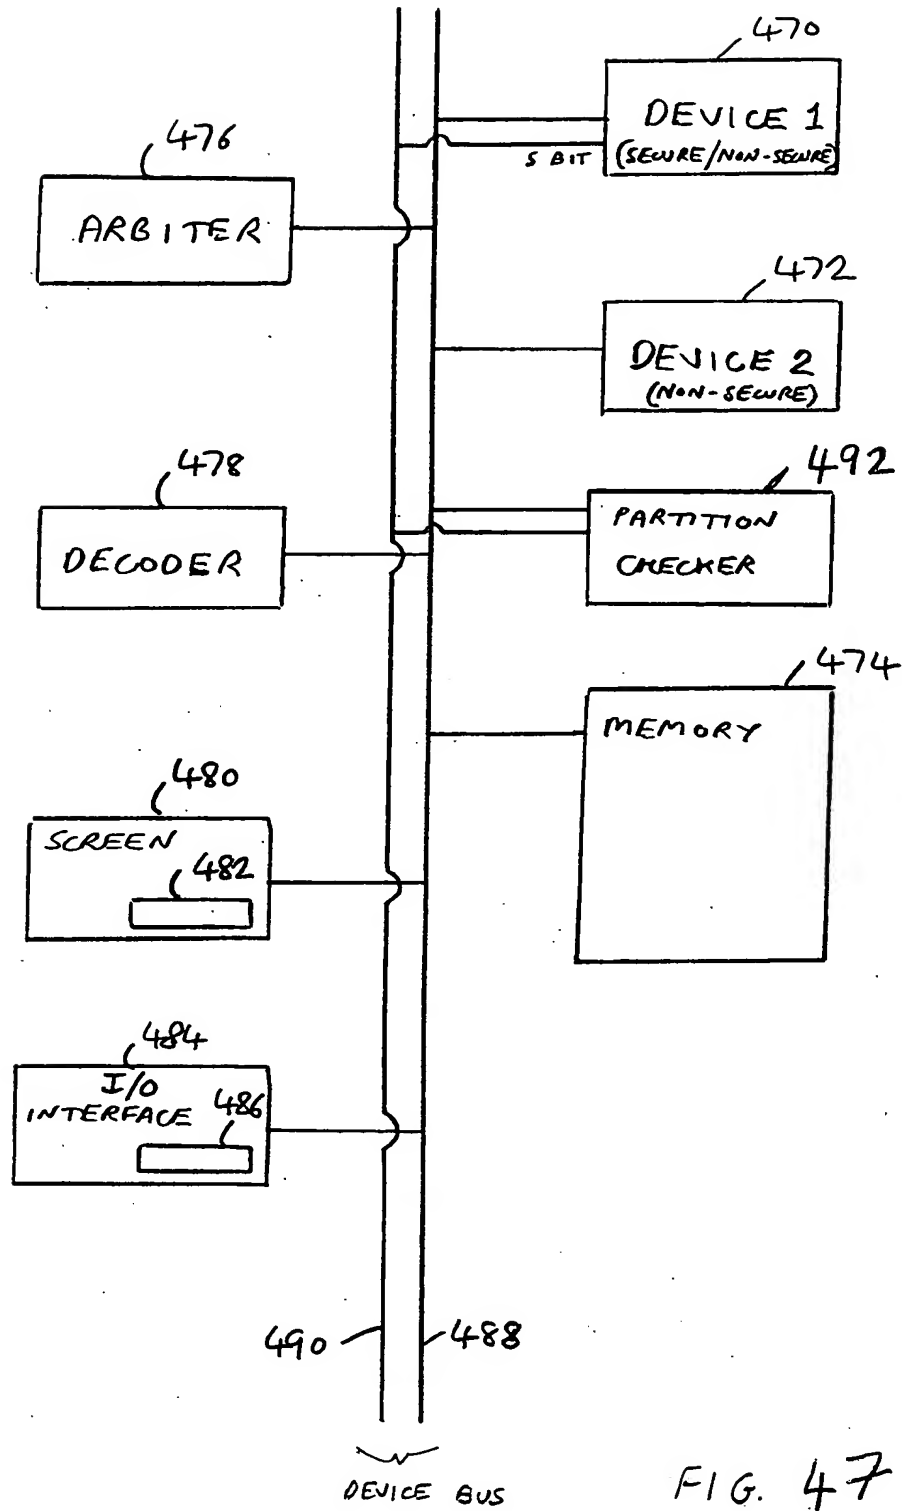 470
DEVICE 1
(SECURE/NON-SECURE)
S BIT
476
ARBITER
472
DEVICE 2
(NON-SECURE)
478
DECODER
492
PARTITION
CHECKER
474
MEMORY
480
SCREEN
482
484
I/O
INTERFACE
486
490
488
DEVICE BUS
FIG. 47